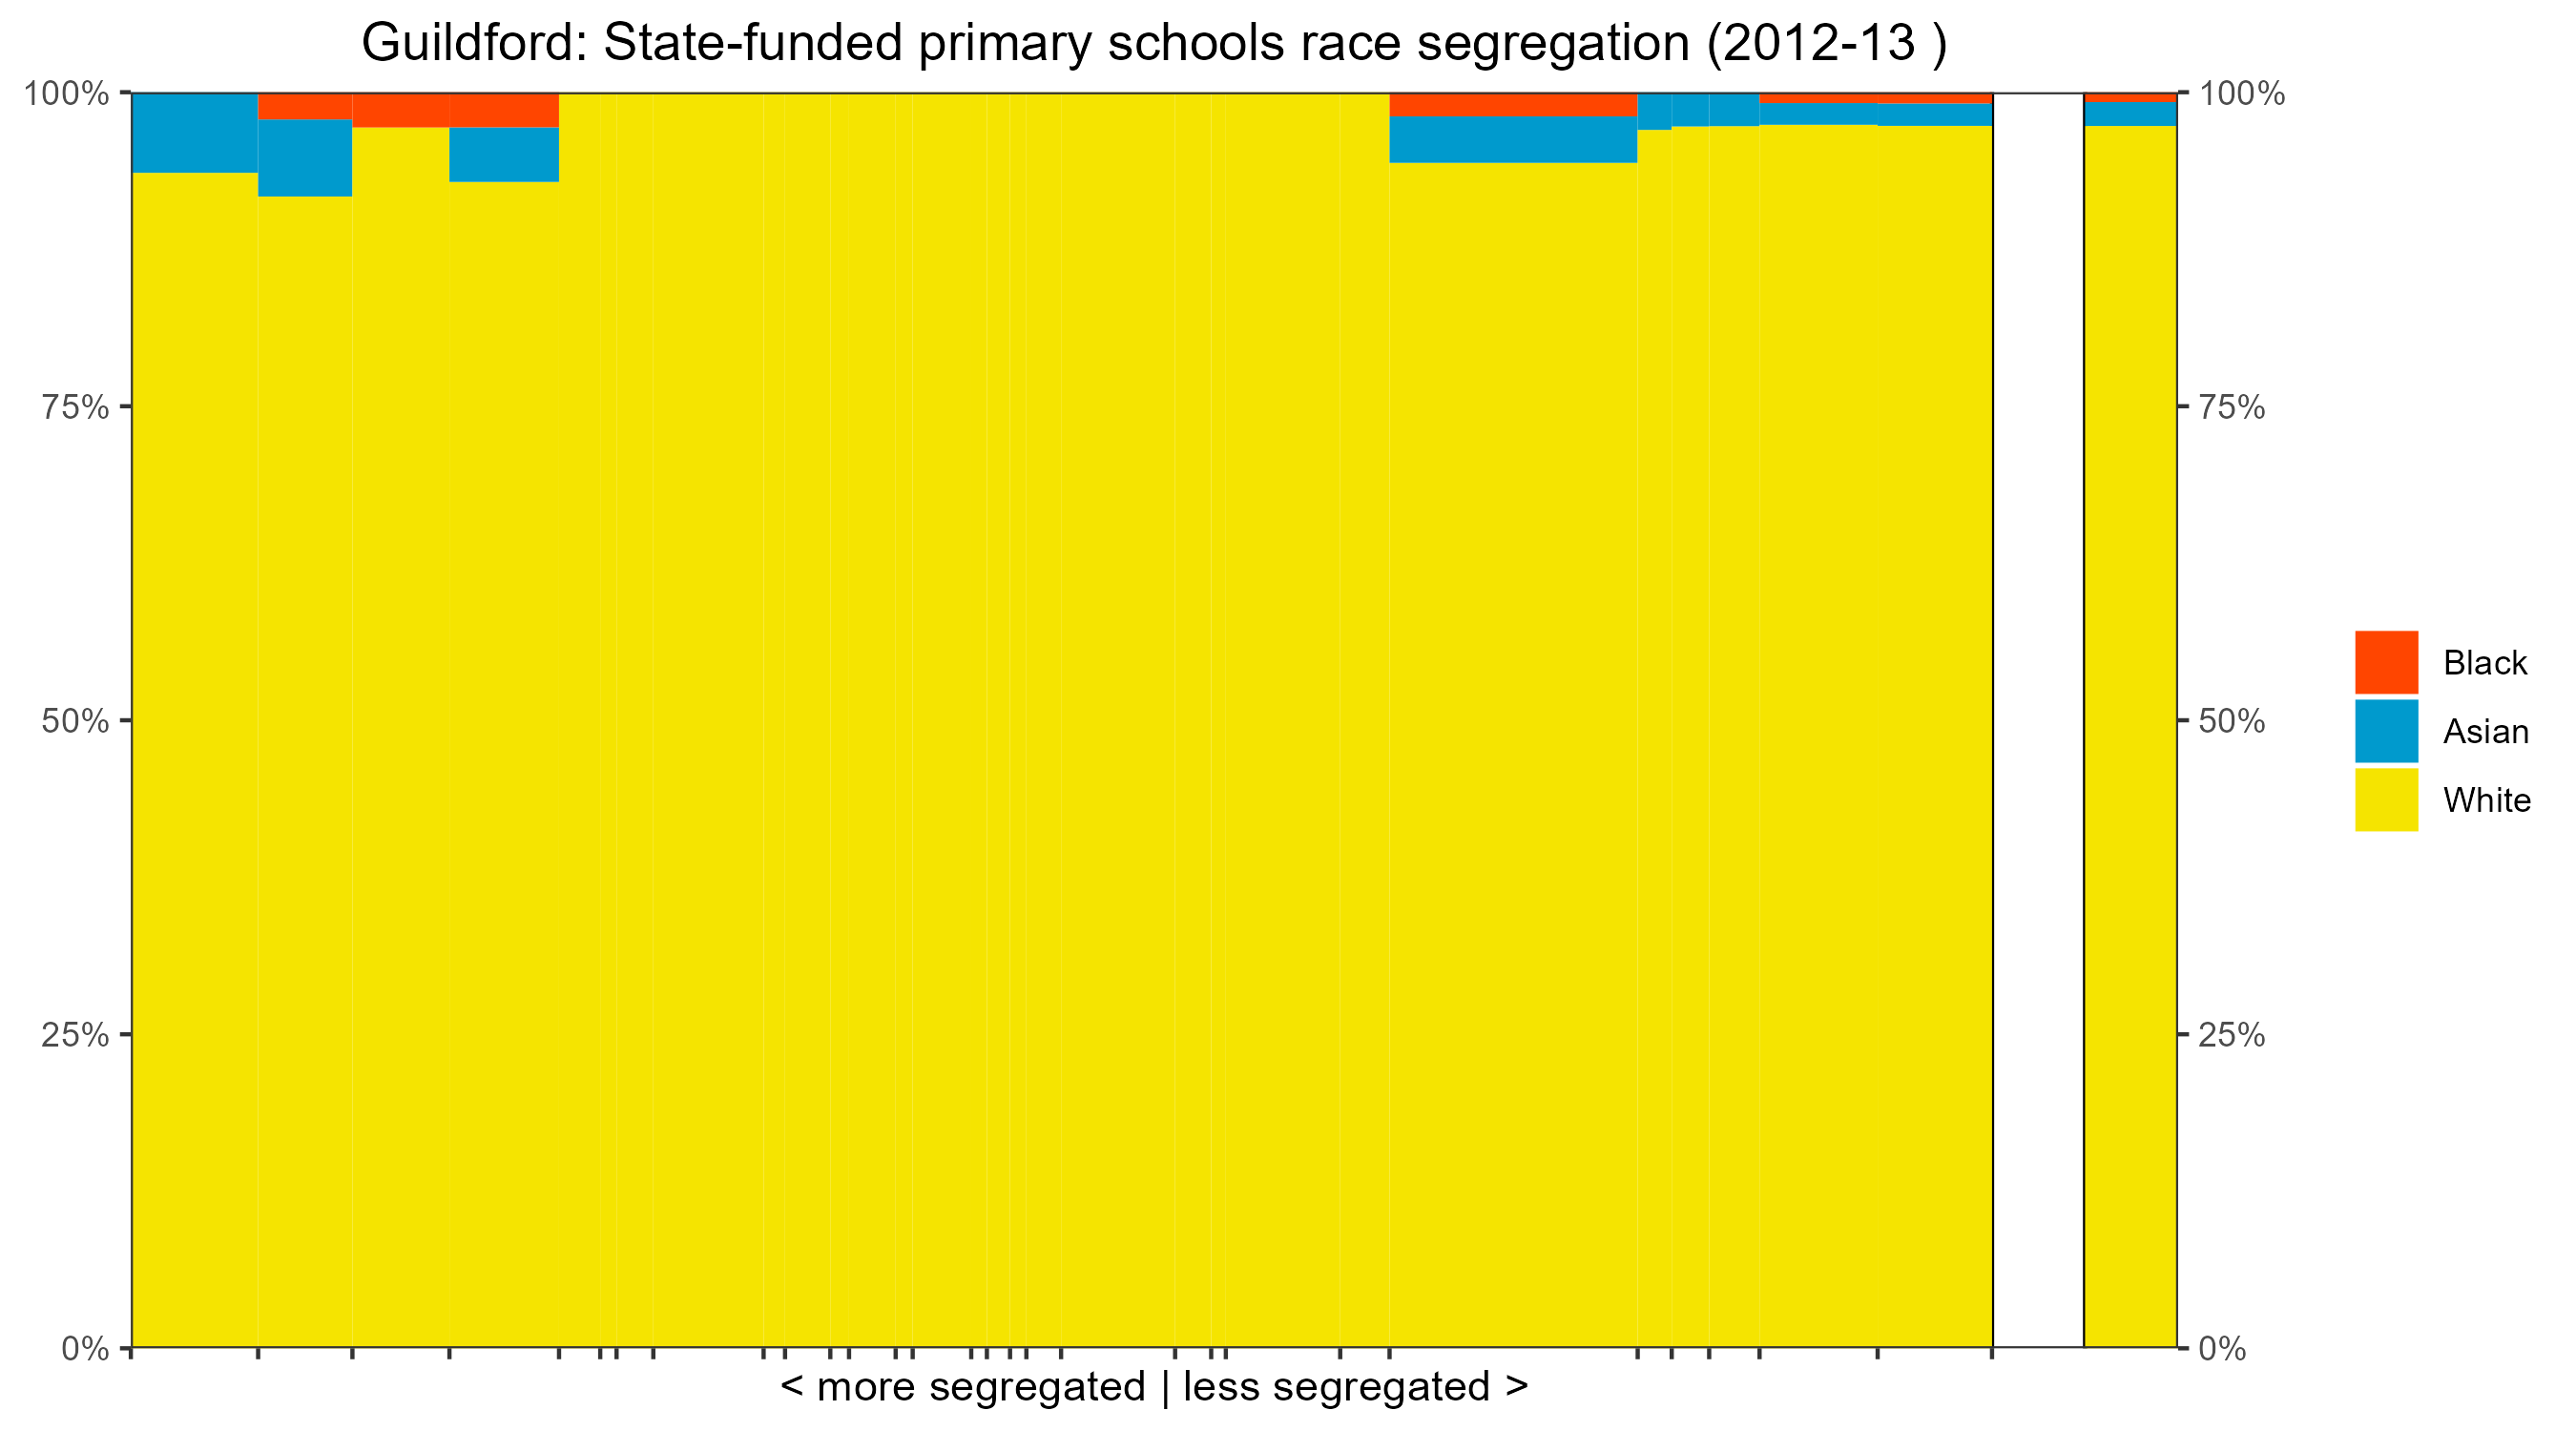 Guildford: State-funded primary schools race segregation (2012-13 )
100%
75%
50%
25%
0%
100%
75%
50%
25%
0%
Black
Asian
White
< more segregated | less segregated >